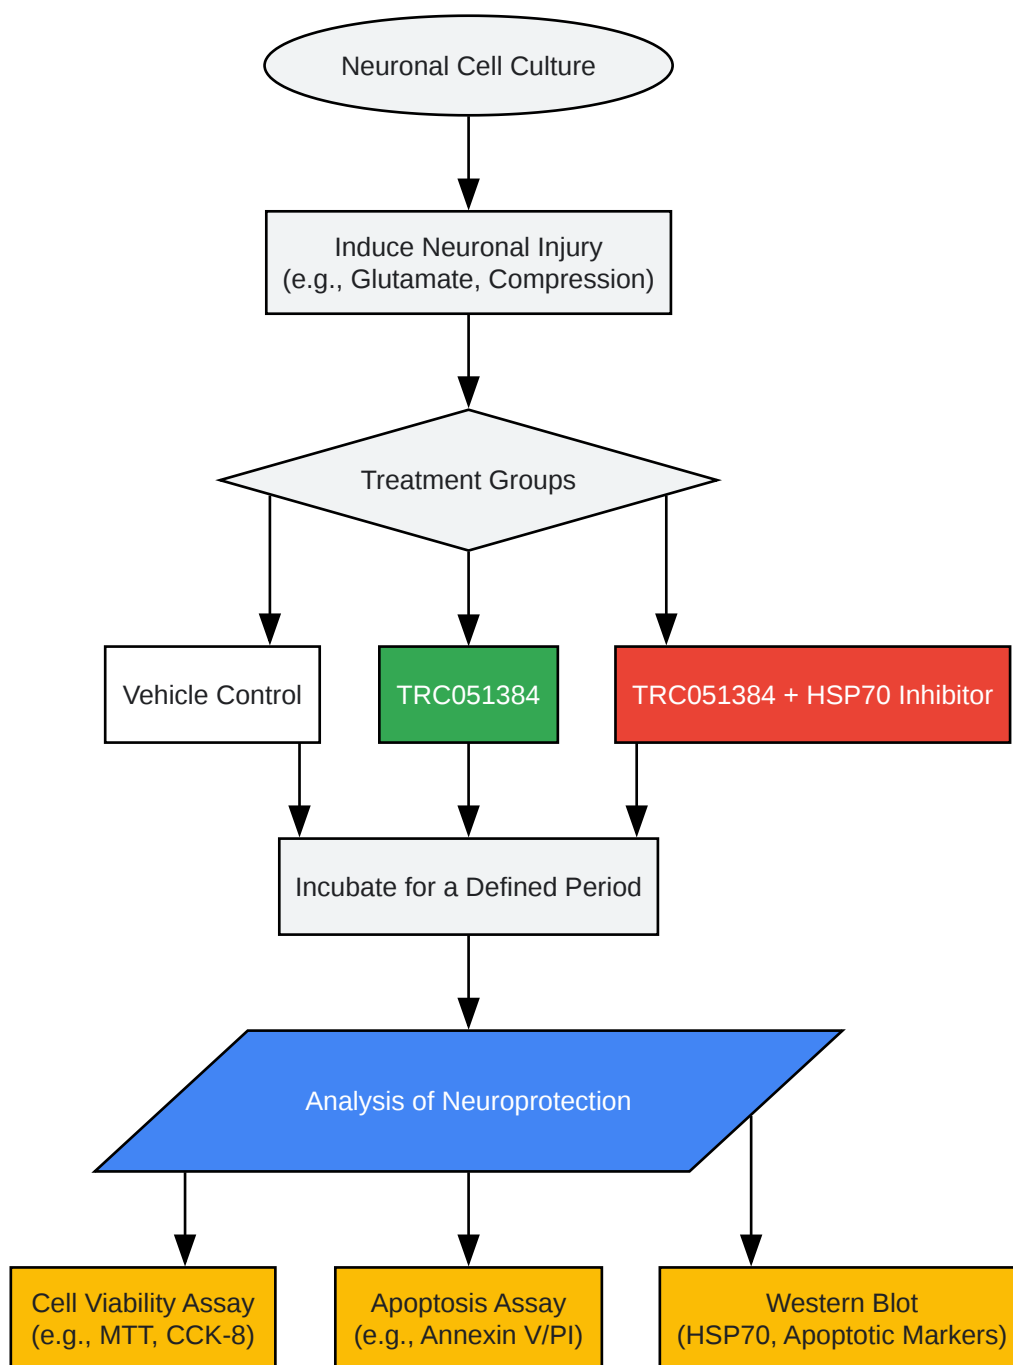 Neuronal Cell Culture
Induce Neuronal Injury
(e.g., Glutamate, Compression)
Treatment Groups
Vehicle Control
TRC051384
TRC051384 + HSP70 Inhibitor
Incubate for a Defined Period
Analysis of Neuroprotection
Cell Viability Assay
(e.g., MTT, CCK-8)
Apoptosis Assay
(e.g., Annexin V/PI)
Western Blot
(HSP70, Apoptotic Markers)